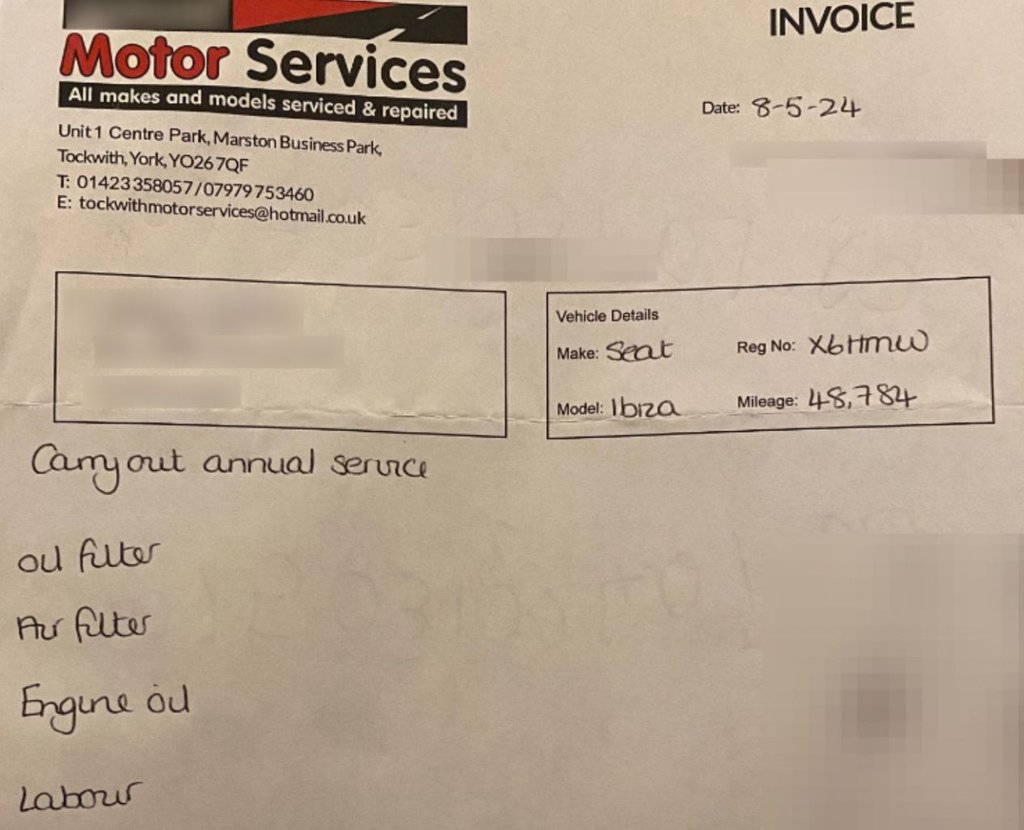 INVOICE
Motor Services
All makes and models serviced & repaired
Date: 8-5-24
Unit 1 Centre Park, Marston Business Park,
Tockwith, York, YO26 7QF
T: 01423 358057 / 07979 753460
E: tockwithmotorservices@hotmail.co.uk
Vehicle Details
Make: Seat Reg No: X6HMW
Model: Ibiza Mileage: 48,784
Carry out annual service
Oil filter
Air filter
Engine oil
Labour